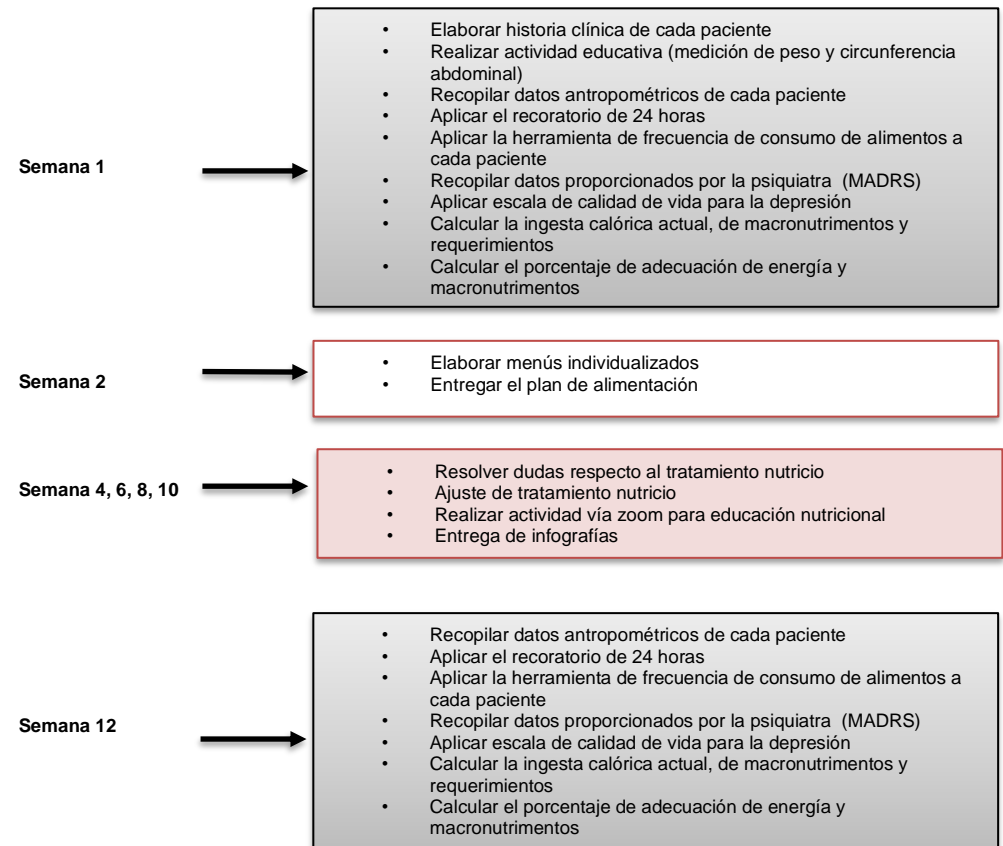 • Elaborar historia clínica de cada paciente
• Realizar actividad educativa (medición de peso y circunferencia
abdominal)
• Recopilar datos antropométricos de cada paciente
• Aplicar el recoratorio de 24 horas
• Aplicar la herramienta de frecuencia de consumo de alimentos a
cada paciente
Semana 1
• Recopilar datos proporcionados por la psiquiatra (MADRS)
• Aplicar escala de calidad de vida para la depresión
• Calcular la ingesta calórica actual, de macronutrimentos y
requerimientos
• Calcular el porcentaje de adecuación de energía y
macronutrimentos
Semana 2
• Elaborar menús individualizados
• Entregar el plan de alimentación
Semana 4, 6, 8, 10
• Resolver dudas respecto al tratamiento nutricio
• Ajuste de tratamiento nutricio
• Realizar actividad vía zoom para educación nutricional
• Entrega de infografías
• Recopilar datos antropométricos de cada paciente
• Aplicar el recoratorio de 24 horas
• Aplicar la herramienta de frecuencia de consumo de alimentos a
cada paciente
Semana 12
• Recopilar datos proporcionados por la psiquiatra (MADRS)
• Aplicar escala de calidad de vida para la depresión
• Calcular la ingesta calórica actual, de macronutrimentos y
requerimientos
• Calcular el porcentaje de adecuación de energía y
macronutrimentos